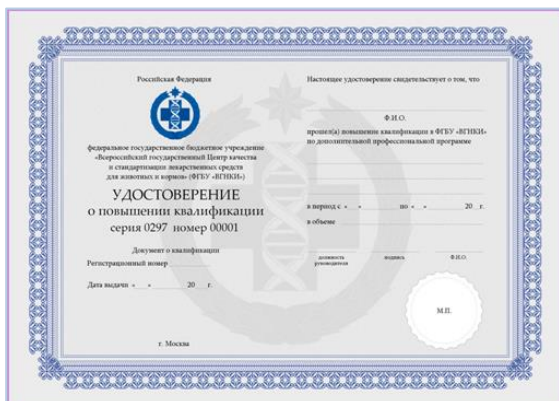 Российская Федерация
федеральное государственное бюджетное учреждение
«Всероссийский государственный Центр качества
и стандартизации лекарственных средств
для животных и кормов» (ФГБУ «ВГНКИ»)
УДОСТОВЕРЕНИЕ
о повышении квалификации
серия 0297 номер 00001
Документ о квалификации
Регистрационный номер
Дата выдачи « » 20 г.
г. Москва
Настоящее удостоверение свидетельствует о том, что
Ф.И.О.
прошел(а) повышение квалификации в ФГБУ «ВГНКИ»
по дополнительной профессиональной программе
в период с « » по « » 20 г.
в объеме
должность руководителя подпись Ф.И.О.
М.П.